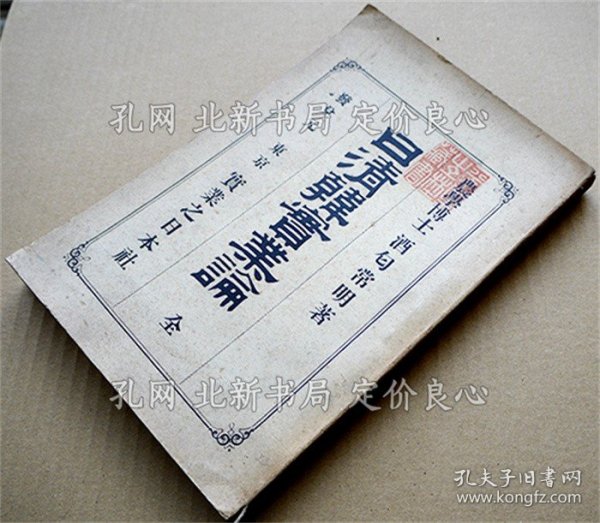 農學博士 酒匂常明著
日清韓實業論 全
發
東京 實業之日本社
孔网 北新书局 定价良心
孔网 北新书局 定价良心
孔夫子旧书网
www.kongfz.com